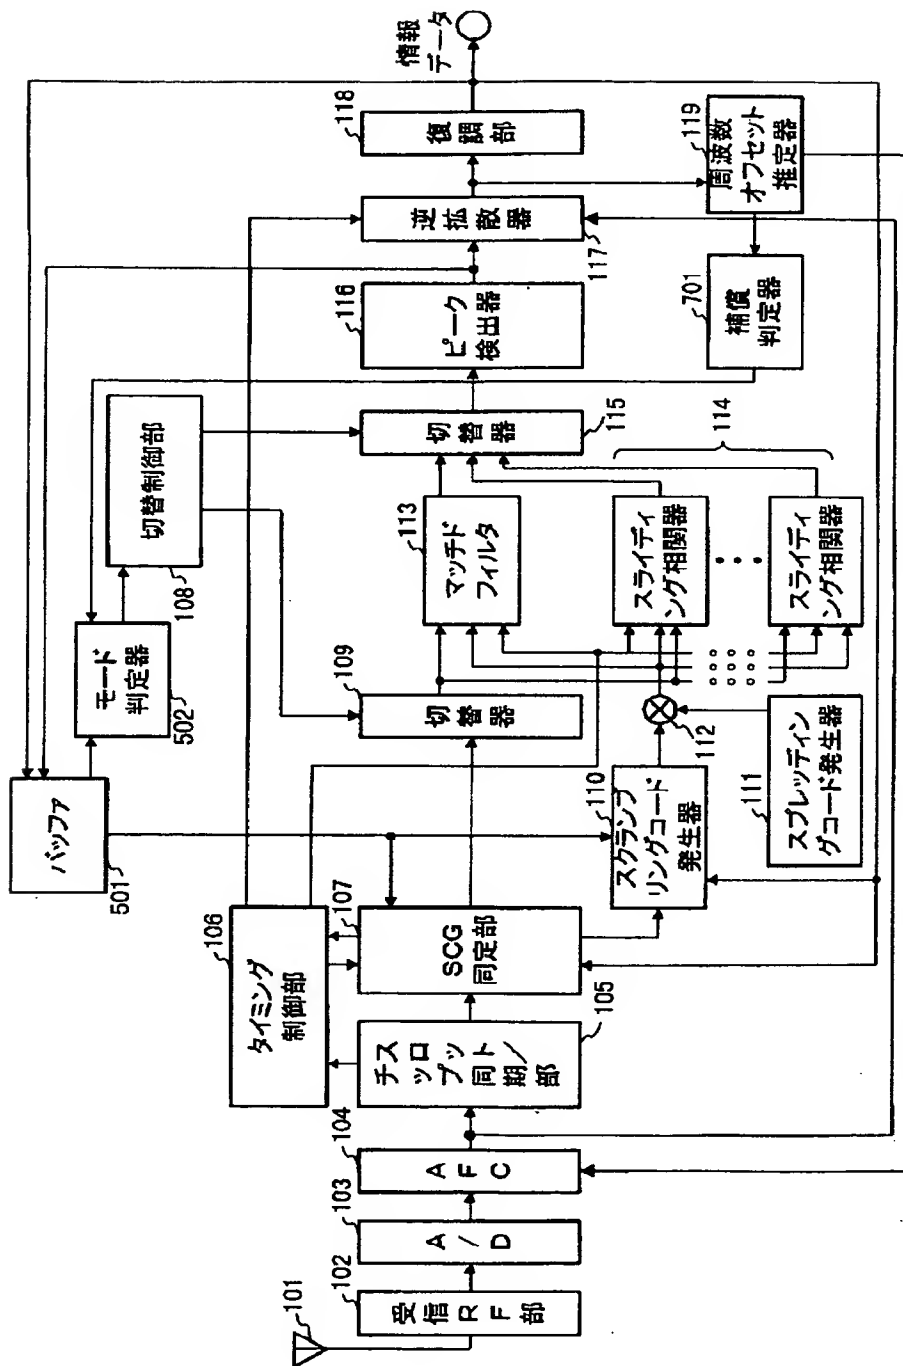 101
102
受信RF部
103
A/D
104
AFC
105
チップ同期/
スロット部
106
タイミング
制御部
107
SCG
同定部
501
バッファ
502
モード
判定器
108
切替制御部
109
切替器
110
スクランブ
リングコード
発生器
111
スプレッディン
グコード発生器
112
113
マッチド
フィルタ
114
スライディ
ング相関器
スライディ
ング相関器
115
切替器
116
ピーク
検出器
117
逆拡散器
118
復調部
119
周波数
オフセット
推定器
701
補償
判定器
情報
データ